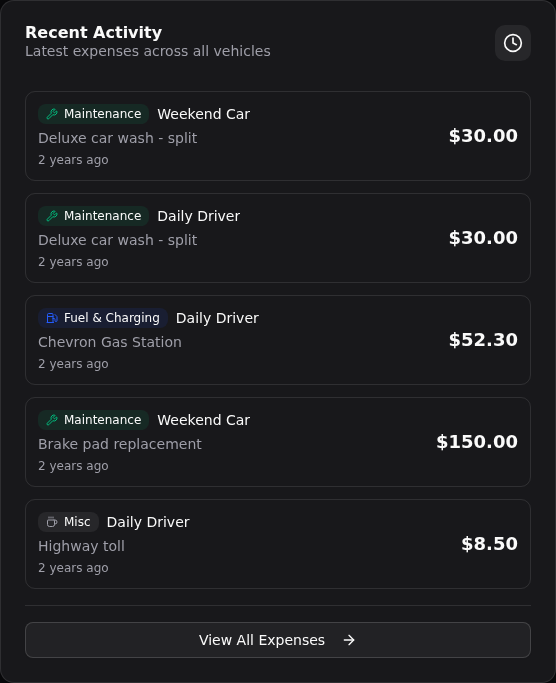 Recent Activity
Latest expenses across all vehicles
Maintenance Weekend Car
Deluxe car wash - split
$30.00
2 years ago
Maintenance Daily Driver
Deluxe car wash - split
$30.00
2 years ago
Fuel & Charging Daily Driver
Chevron Gas Station
$52.30
2 years ago
Maintenance Weekend Car
Brake pad replacement
$150.00
2 years ago
Misc Daily Driver
Highway toll
$8.50
2 years ago
View All Expenses